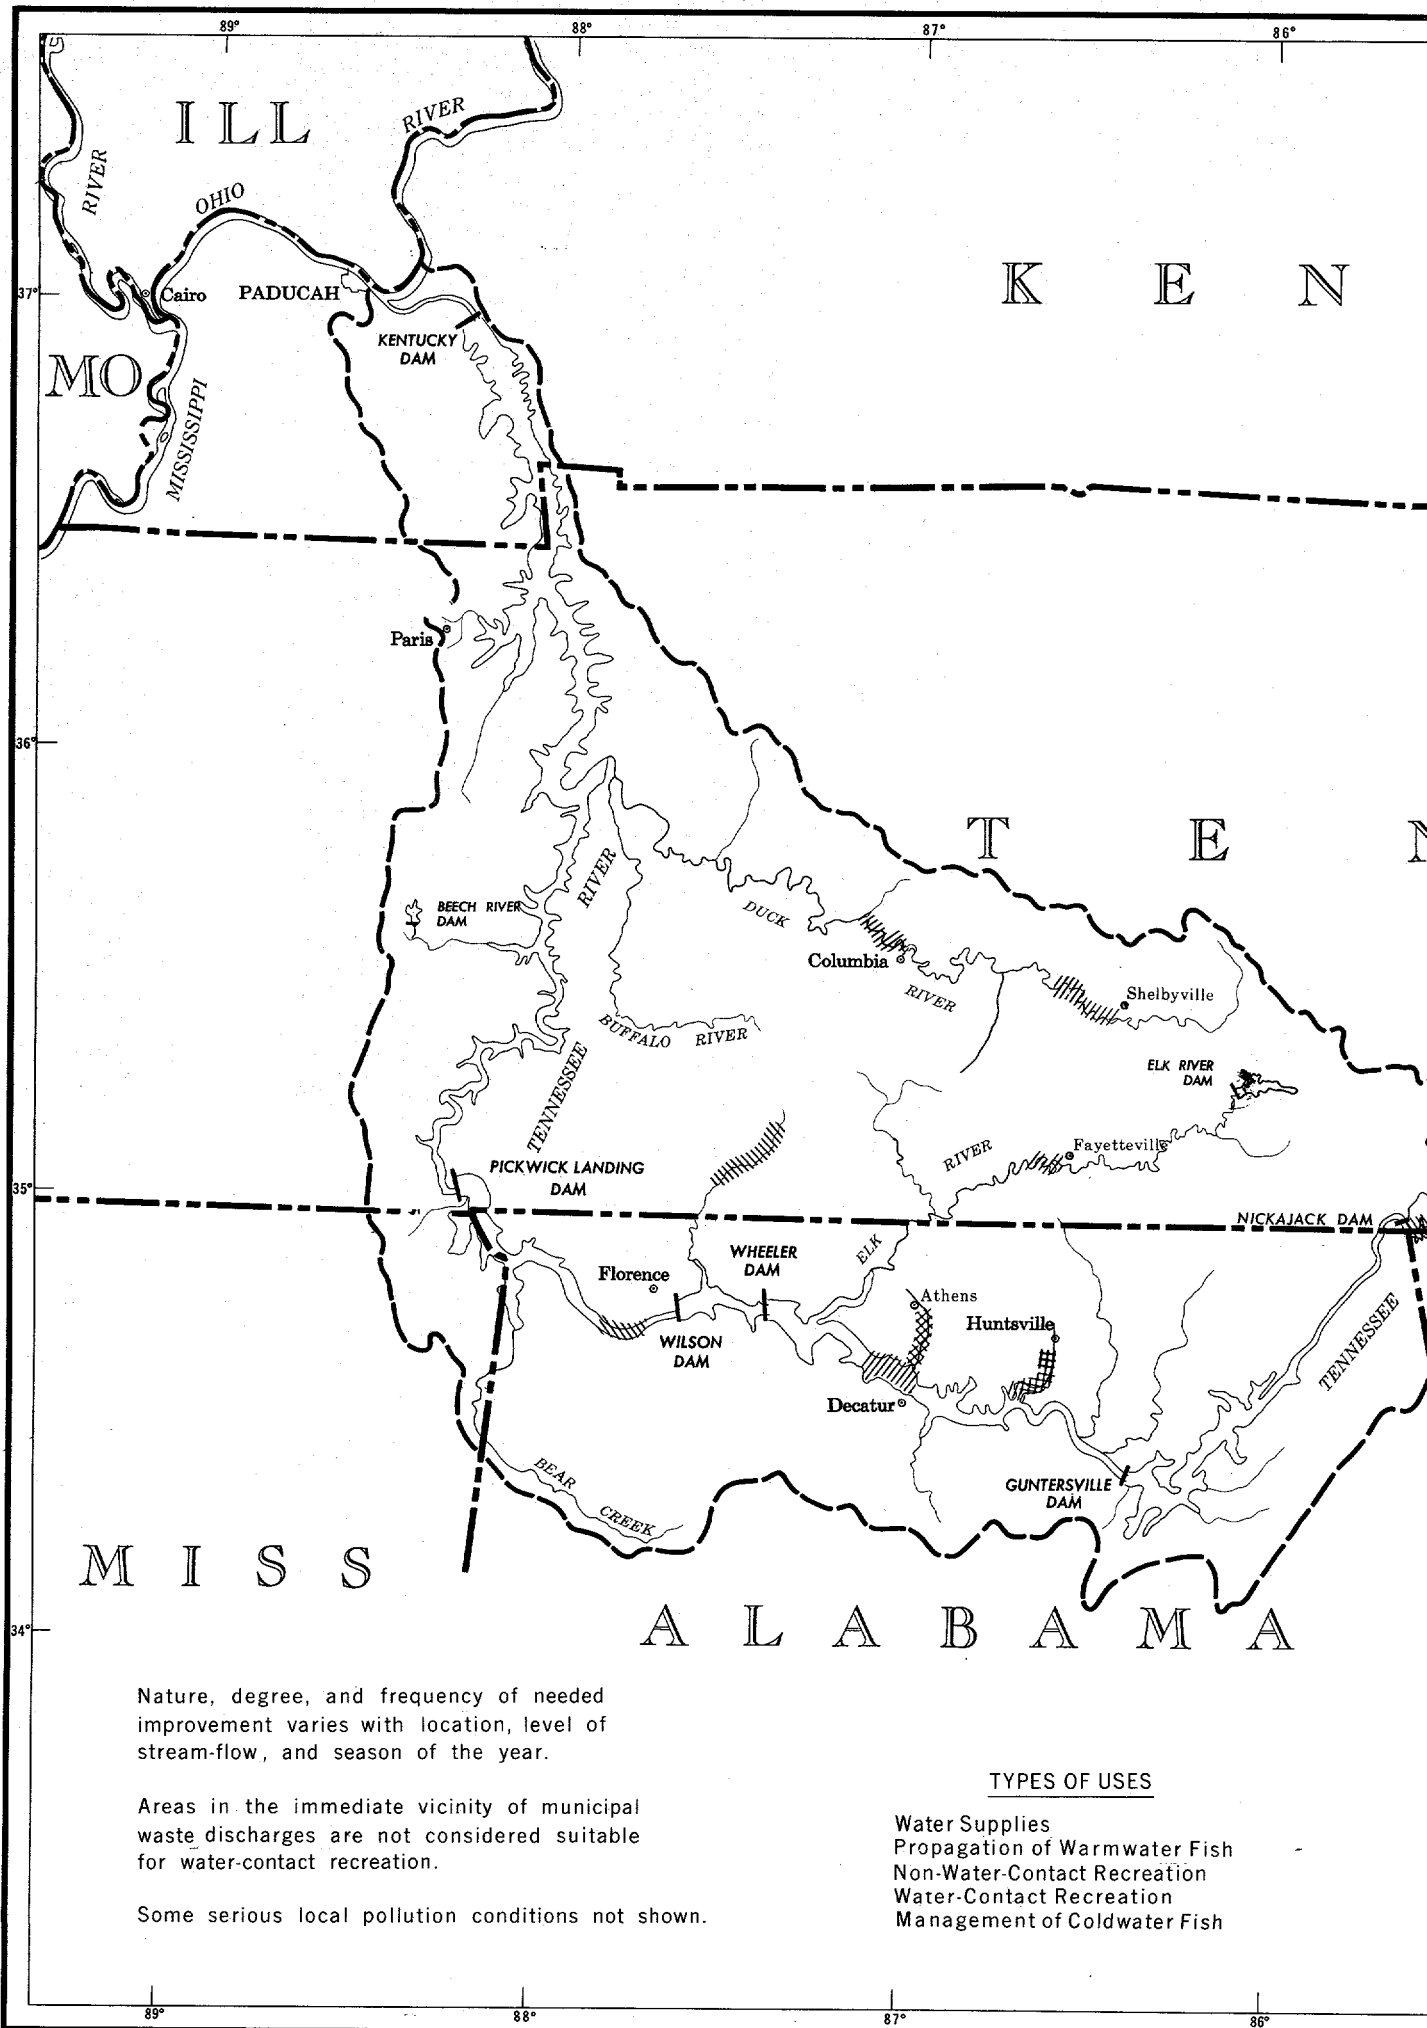 89°
88°
87°
86°
ILL
RIVER
RIVER
OHIO
37°
Cairo
PADUCAH
K E N
KENTUCKY
DAM
MO
MISSISSIPPI
Paris
36°
T E N
RIVER
BEECH RIVER
DAM
DUCK
Columbia
RIVER
Shelbyville
BUFFALO RIVER
TENNESSEE
ELK RIVER
DAM
RIVER
Fayetteville
PICKWICK LANDING
DAM
35°
NICKAJACK DAM
WHEELER
DAM
ELK
Florence
Athens
Huntsville
WILSON
DAM
TENNESSEE
Decatur
BEAR
CREEK
GUNTERSVILLE
DAM
MISS
34°
ALABAMA
Nature, degree, and frequency of needed
improvement varies with location, level of
stream-flow, and season of the year.
Areas in the immediate vicinity of municipal
waste discharges are not considered suitable
for water-contact recreation.
Some serious local pollution conditions not shown.
TYPES OF USES
Water Supplies
Propagation of Warmwater Fish
Non-Water-Contact Recreation
Water-Contact Recreation
Management of Coldwater Fish
89°
88°
87°
86°